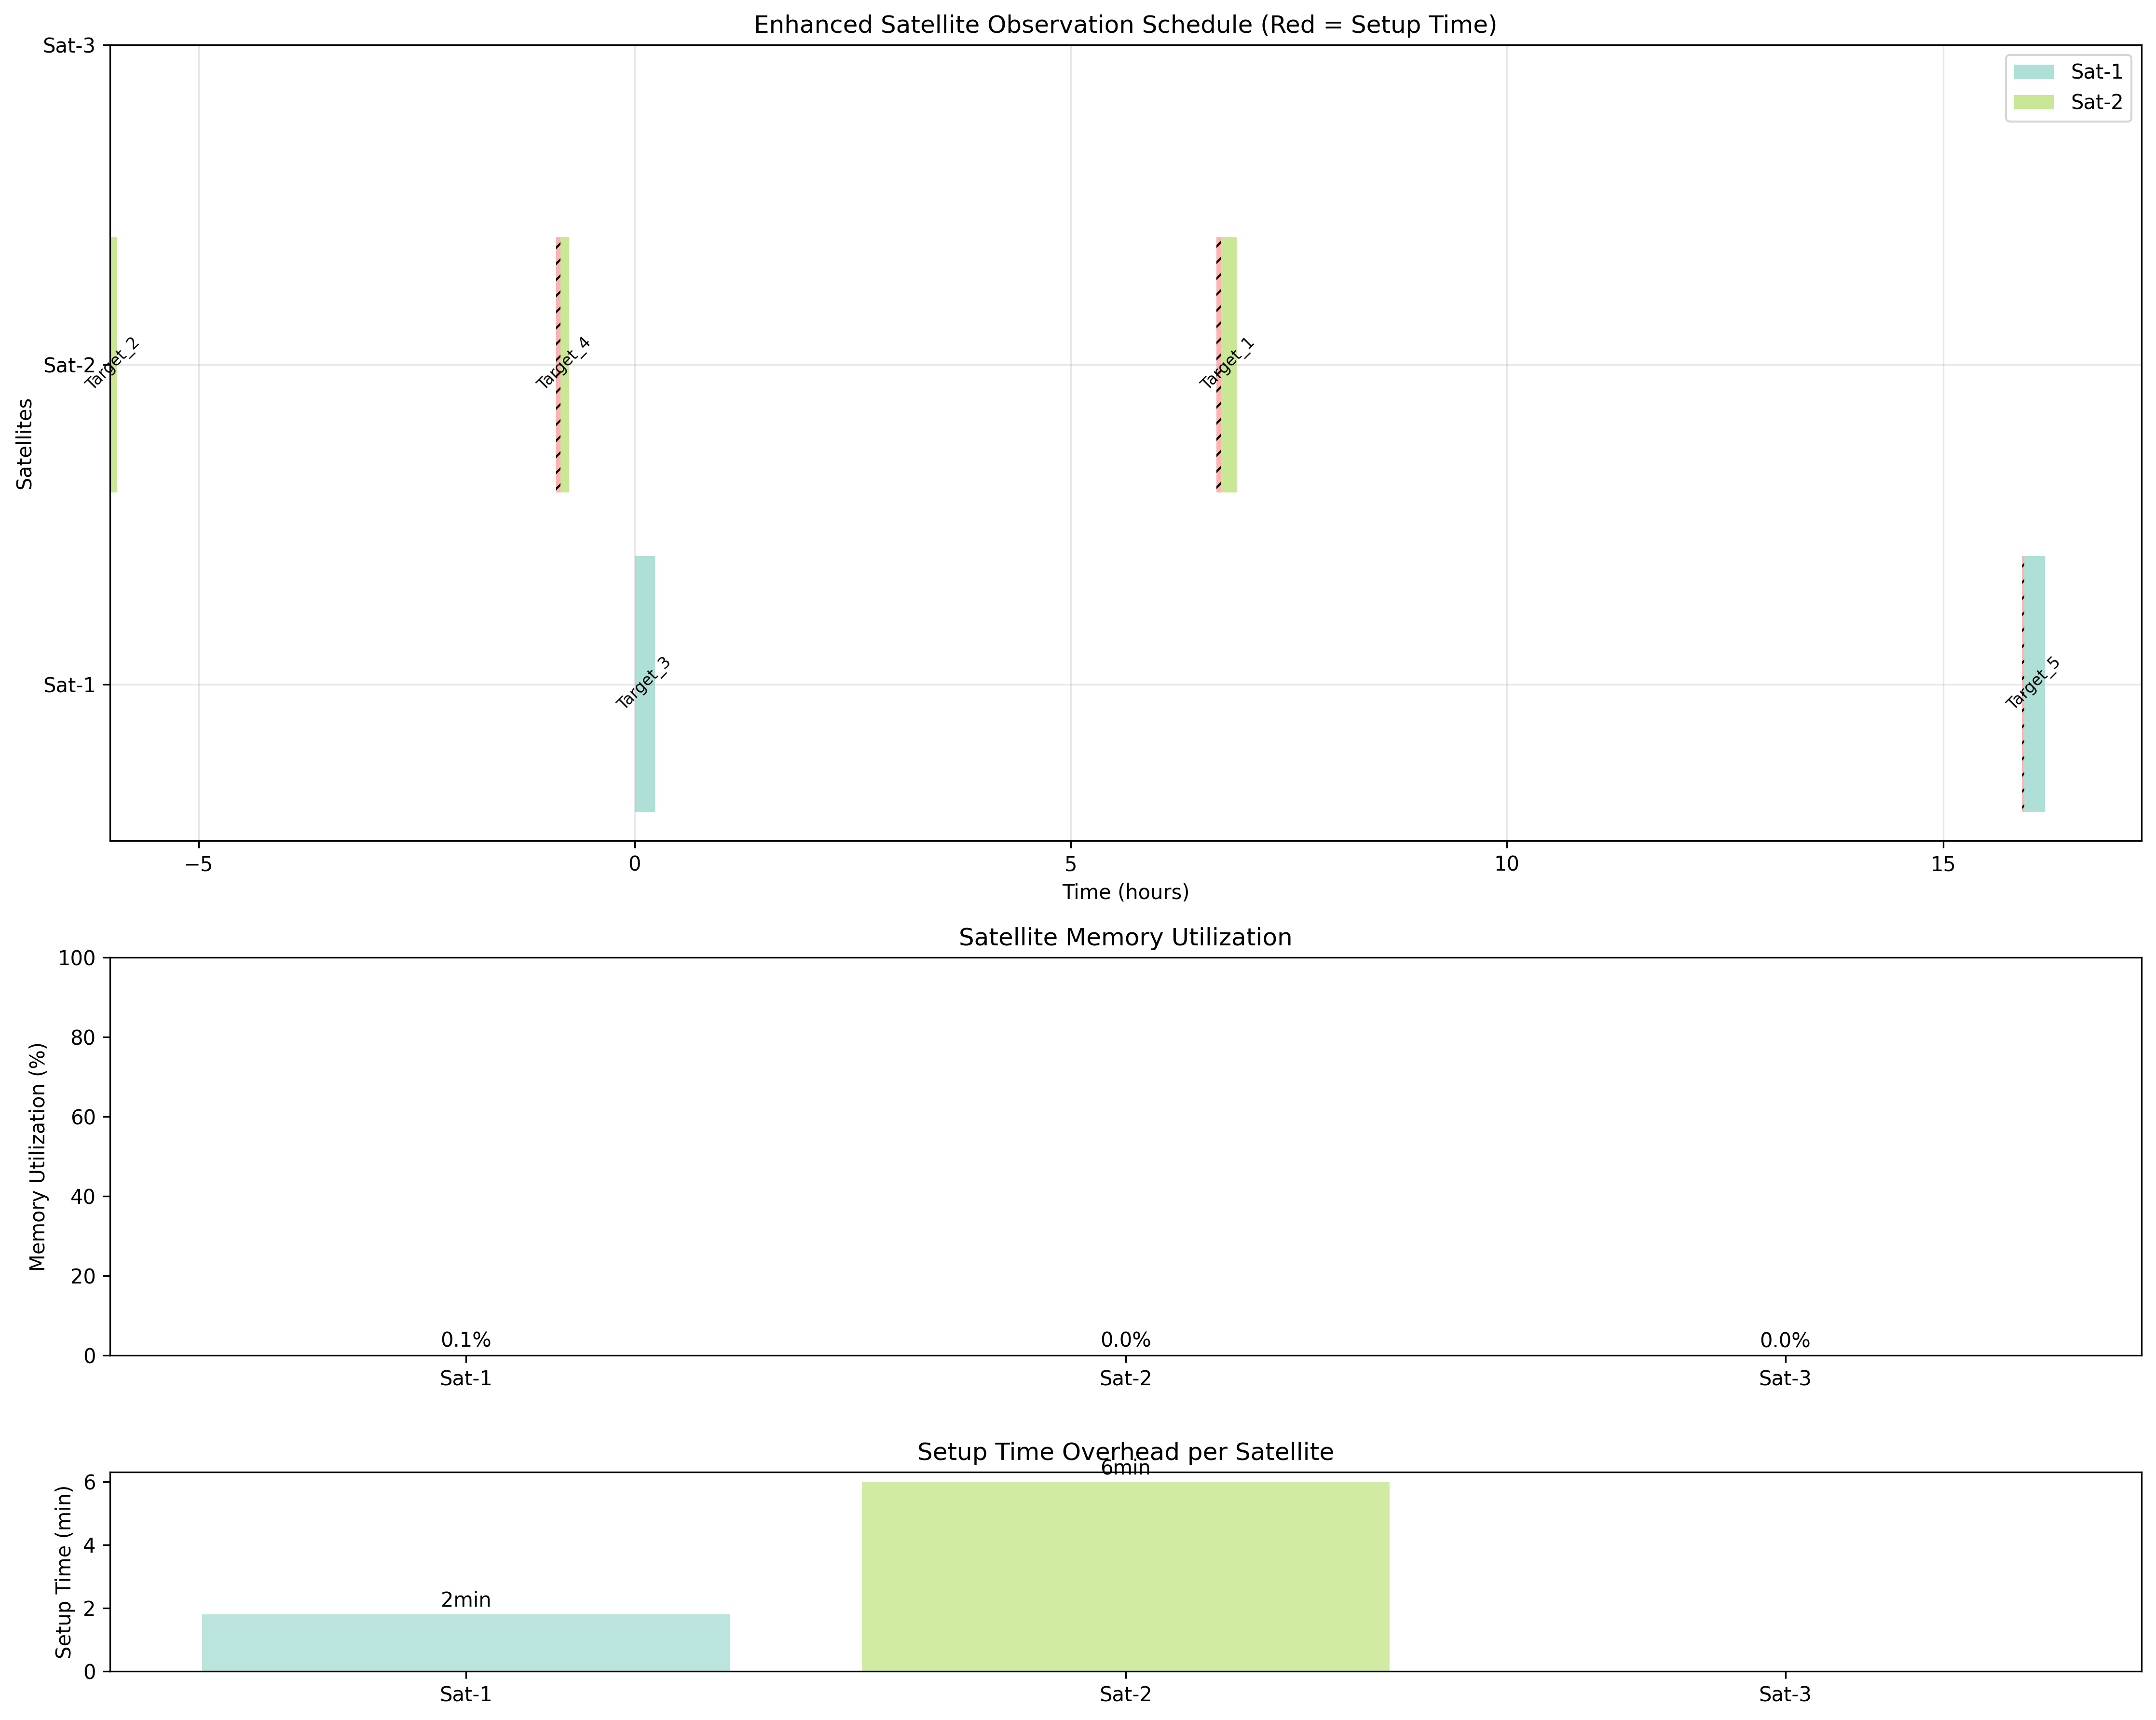 Enhanced Satellite Observation Schedule (Red = Setup Time)
Sat-3
Sat-2
Sat-1
Satellites
Sat-1
Sat-2
Target_2
Target_4
Target_1
Target_3
Target_5
−5 0 5 10 15
Time (hours)
Satellite Memory Utilization
Memory Utilization (%)
100
80
60
40
20
0
0.1% 0.0% 0.0%
Sat-1 Sat-2 Sat-3
Setup Time Overhead per Satellite
Setup Time (min)
6
4
2
0
6min
2min
Sat-1 Sat-2 Sat-3